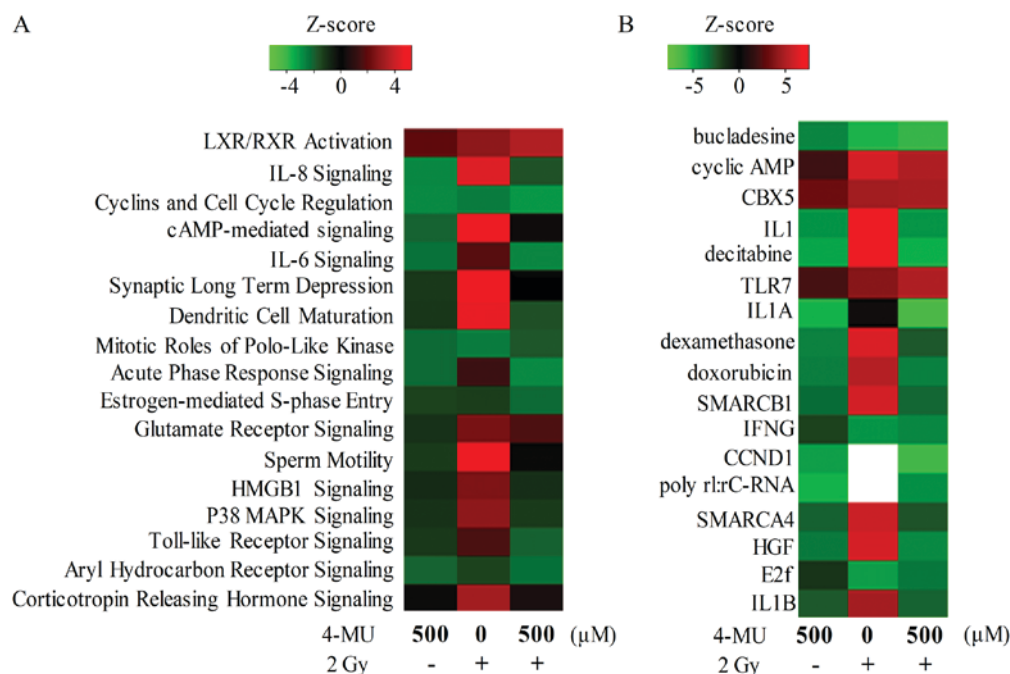 A
Z-score
-4 0 4
LXR/RXR Activation
IL-8 Signaling
Cyclins and Cell Cycle Regulation
cAMP-mediated signaling
IL-6 Signaling
Synaptic Long Term Depression
Dendritic Cell Maturation
Mitotic Roles of Polo-Like Kinase
Acute Phase Response Signaling
Estrogen-mediated S-phase Entry
Glutamate Receptor Signaling
Sperm Motility
HMGB1 Signaling
P38 MAPK Signaling
Toll-like Receptor Signaling
Aryl Hydrocarbon Receptor Signaling
Corticotropin Releasing Hormone Signaling
4-MU 500 0 500 (μM)
2 Gy - + +
B
Z-score
-5 0 5
bucladesine
cyclic AMP
CBX5
IL1
decitabine
TLR7
IL1A
dexamethasone
doxorubicin
SMARCB1
IFNG
CCND1
poly rl:rC-RNA
SMARCA4
HGF
E2f
IL1B
4-MU 500 0 500 (μM)
2 Gy - + +